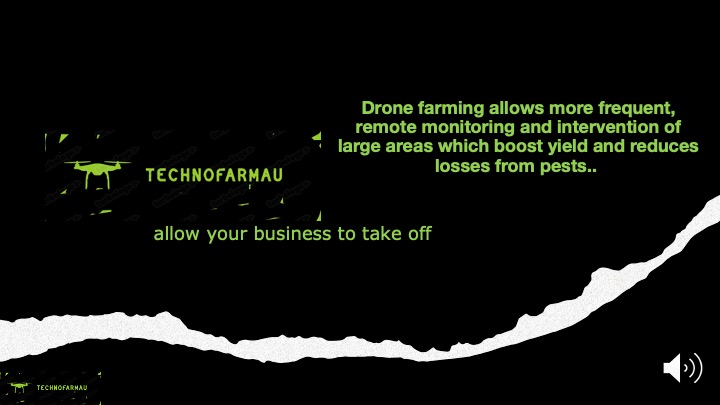 Drone farming allows more frequent,
remote monitoring and intervention of
large areas which boost yield and reduces
losses from pests..
TECHNOFARMAU
allow your business to take off
TECHNOFARMAU